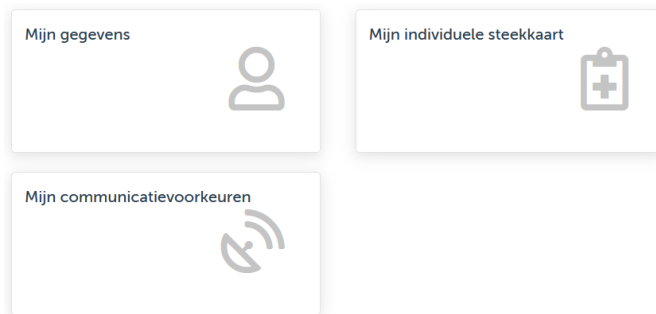 Mijn gegevens
Mijn individuele steekkaart
Mijn communicatievoorkeuren